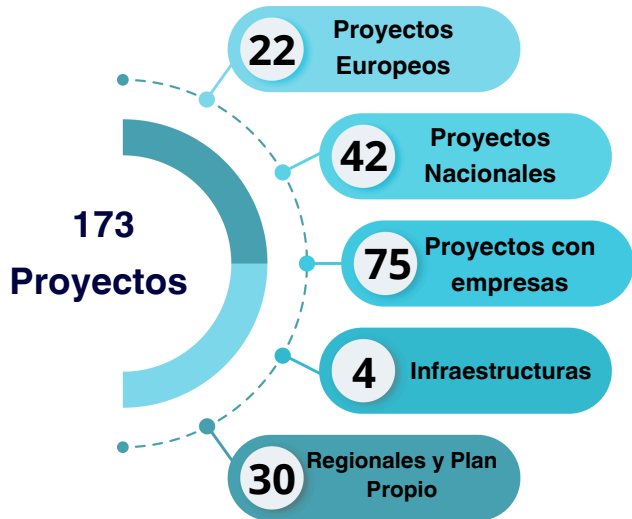 173
Proyectos
22
Proyectos
Europeos
42
Proyectos
Nacionales
75
Proyectos con
empresas
4
Infraestructuras
30
Regionales y Plan
Propio